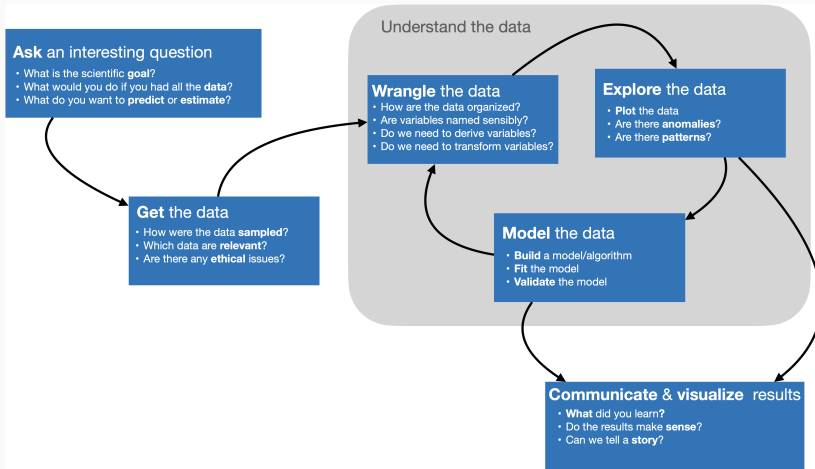 Understand the data
Ask an interesting question
• What is the scientific goal?
• What would you do if you had all the data?
• What do you want to predict or estimate?
Get the data
• How were the data sampled?
• Which data are relevant?
• Are there any ethical issues?
Wrangle the data
• How are the data organized?
• Are variables named sensibly?
• Do we need to derive variables?
• Do we need to transform variables?
Explore the data
• Plot the data
• Are there anomalies?
• Are there patterns?
Model the data
• Build a model/algorithm
• Fit the model
• Validate the model
Communicate & visualize results
• What did you learn?
• Do the results make sense?
• Can we tell a story?